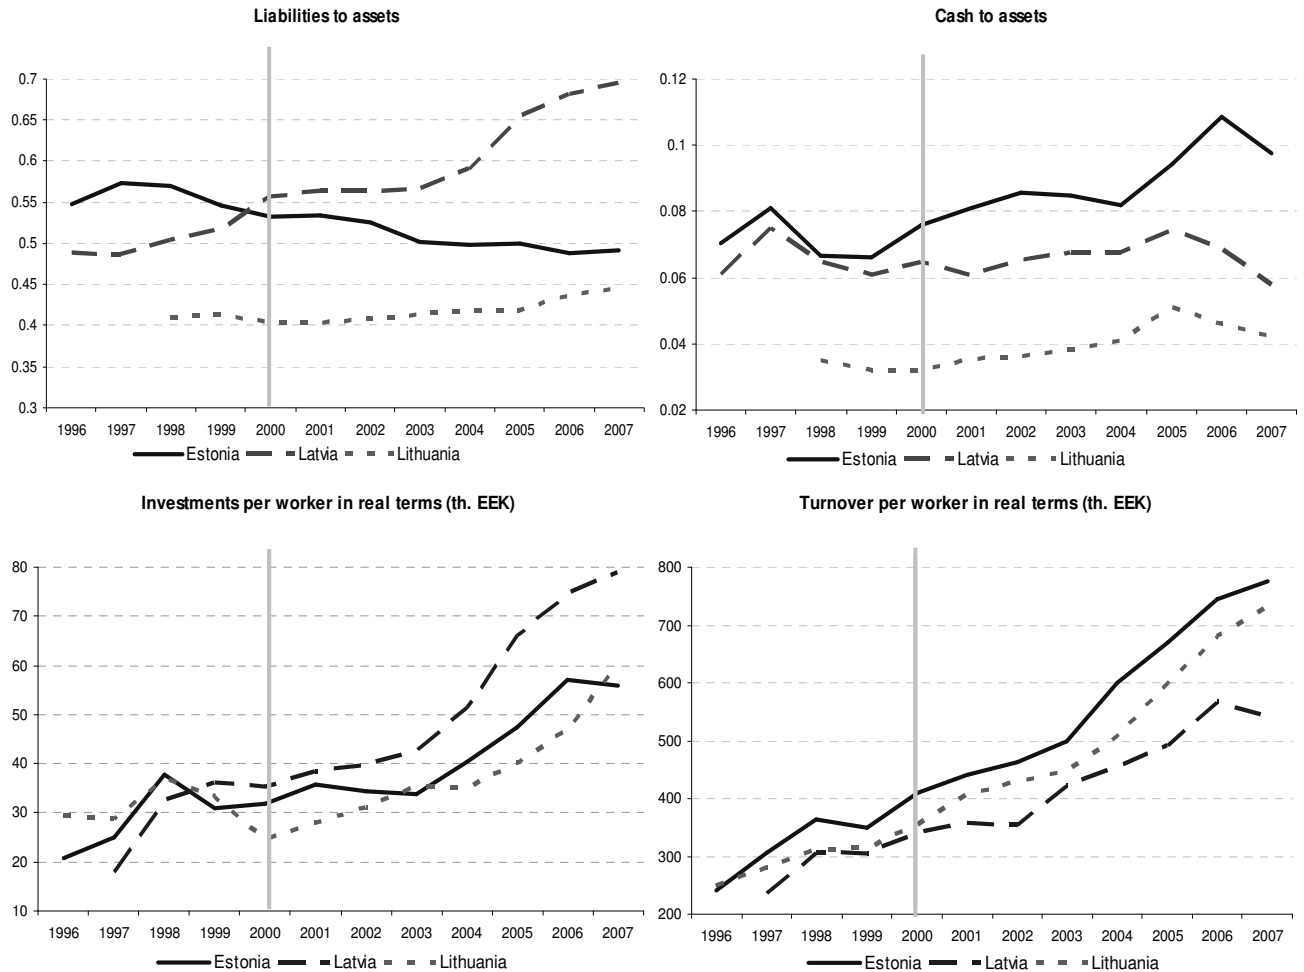 Liabilities to assets
0.7
0.65
0.6
0.55
0.5
0.45
0.4
0.35
0.3
1996 1997 1998 1999 2000 2001 2002 2003 2004 2005 2006 2007
Estonia Latvia Lithuania
Cash to assets
0.12
0.1
0.08
0.06
0.04
0.02
1996 1997 1998 1999 2000 2001 2002 2003 2004 2005 2006 2007
Estonia Latvia Lithuania
Investments per worker in real terms (th. EEK)
80
70
60
50
40
30
20
10
1996 1997 1998 1999 2000 2001 2002 2003 2004 2005 2006 2007
Estonia Latvia Lithuania
Turnover per worker in real terms (th. EEK)
800
700
600
500
400
300
200
1996 1997 1998 1999 2000 2001 2002 2003 2004 2005 2006 2007
Estonia Latvia Lithuania